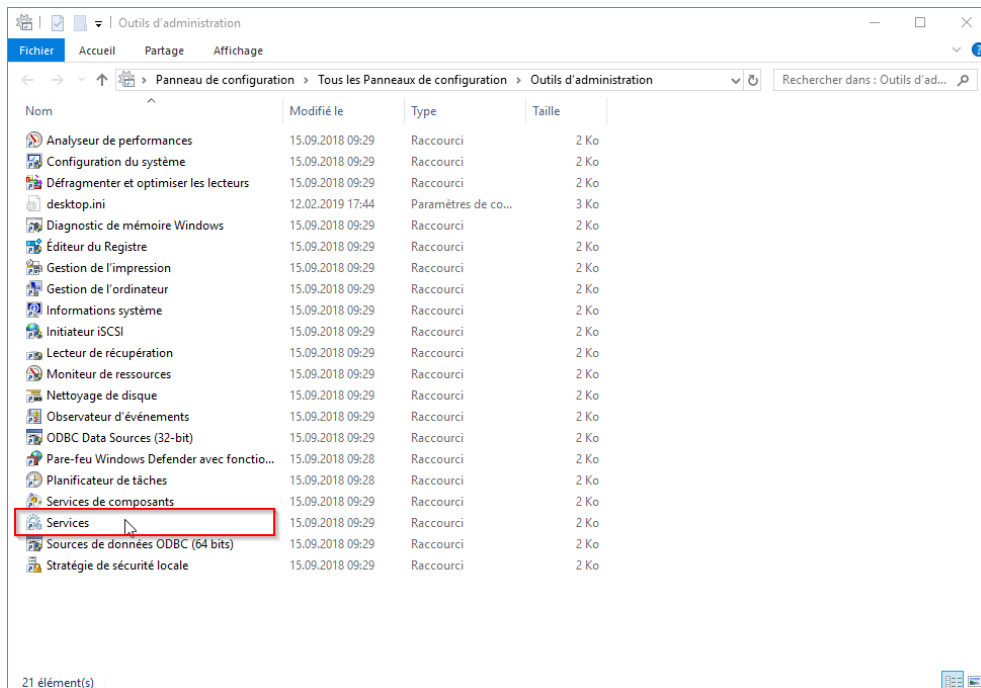 Outils d'administration
Fichier Accueil Partage Affichage
Panneau de configuration › Tous les Panneaux de configuration › Outils d'administration Rechercher dans : Outils d'ad...
Nom Modifié le Type Taille
Analyseur de performances 15.09.2018 09:29 Raccourci 2 Ko
Configuration du système 15.09.2018 09:29 Raccourci 2 Ko
Défragmenter et optimiser les lecteurs 15.09.2018 09:29 Raccourci 2 Ko
desktop.ini 12.02.2019 17:44 Paramètres de co... 3 Ko
Diagnostic de mémoire Windows 15.09.2018 09:29 Raccourci 2 Ko
Éditeur du Registre 15.09.2018 09:29 Raccourci 2 Ko
Gestion de l'impression 15.09.2018 09:29 Raccourci 2 Ko
Gestion de l'ordinateur 15.09.2018 09:29 Raccourci 2 Ko
Informations système 15.09.2018 09:29 Raccourci 2 Ko
Initiateur iSCSI 15.09.2018 09:29 Raccourci 2 Ko
Lecteur de récupération 15.09.2018 09:29 Raccourci 2 Ko
Moniteur de ressources 15.09.2018 09:29 Raccourci 2 Ko
Nettoyage de disque 15.09.2018 09:29 Raccourci 2 Ko
Observateur d'événements 15.09.2018 09:29 Raccourci 2 Ko
ODBC Data Sources (32-bit) 15.09.2018 09:29 Raccourci 2 Ko
Pare-feu Windows Defender avec fonctio... 15.09.2018 09:28 Raccourci 2 Ko
Planificateur de tâches 15.09.2018 09:28 Raccourci 2 Ko
Services de composants 15.09.2018 09:29 Raccourci 2 Ko
Services 15.09.2018 09:29 Raccourci 2 Ko
Sources de données ODBC (64 bits) 15.09.2018 09:29 Raccourci 2 Ko
Stratégie de sécurité locale 15.09.2018 09:29 Raccourci 2 Ko
21 élément(s)